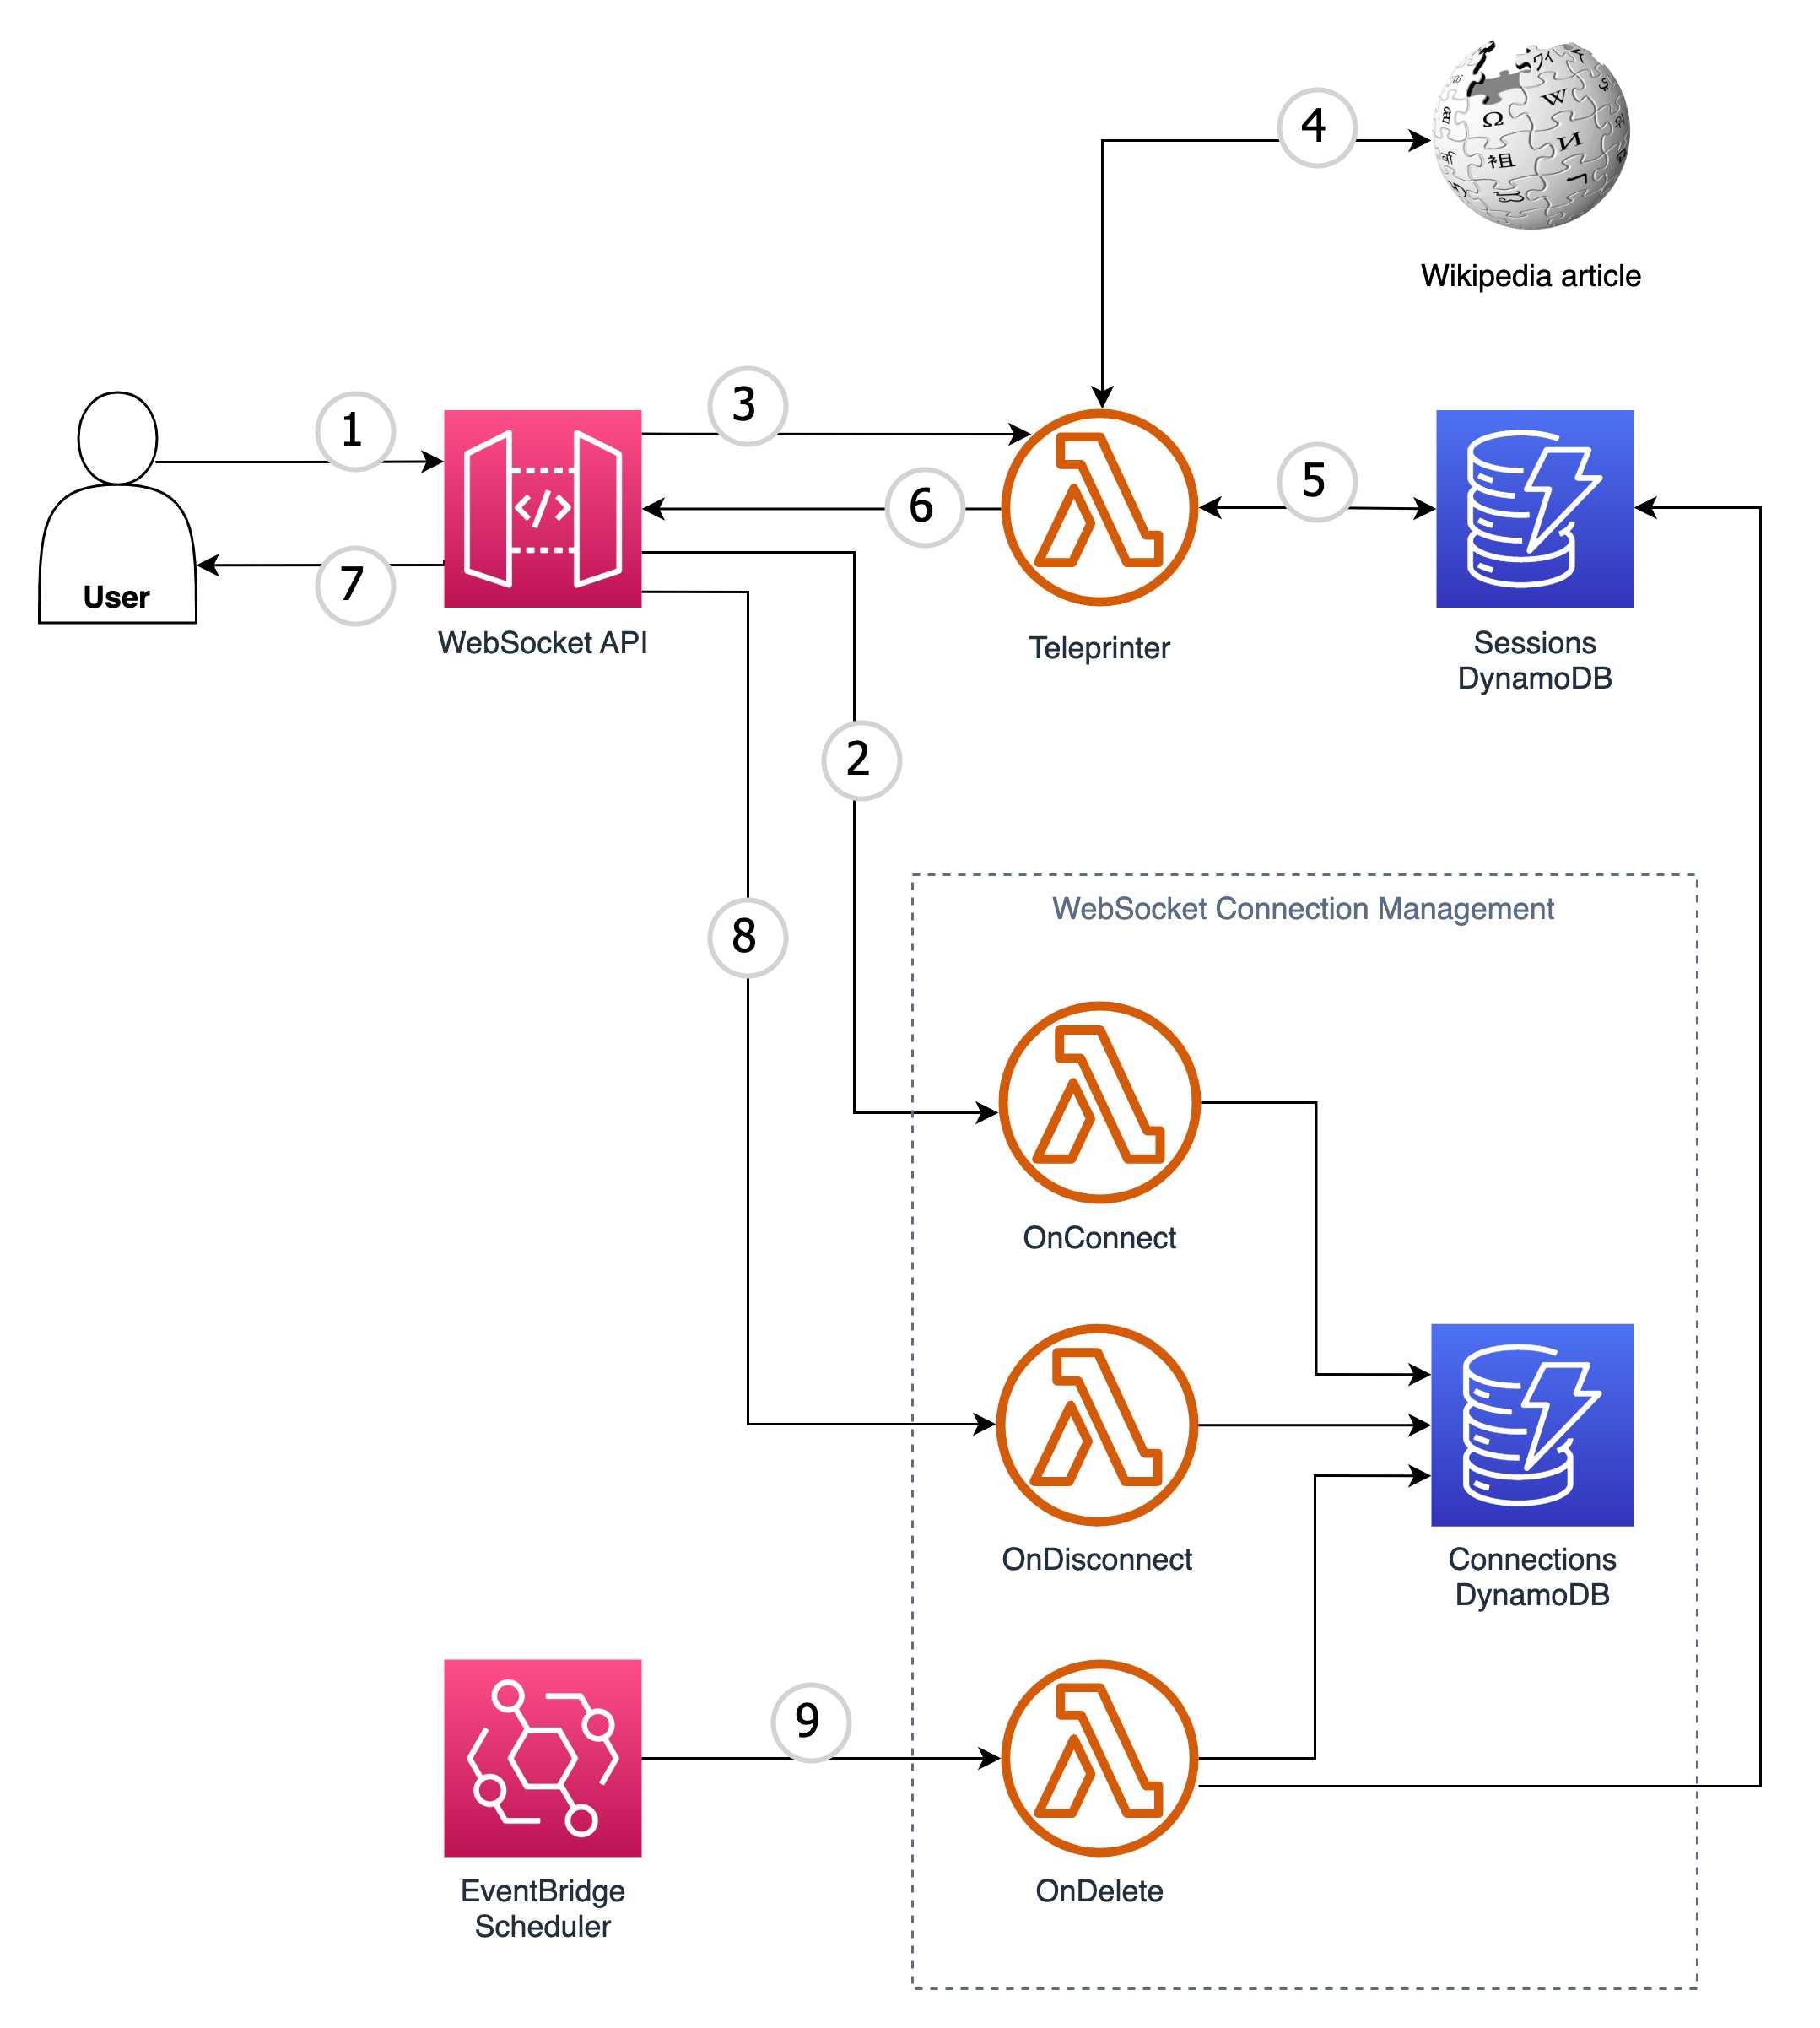 4
Wikipedia article
1
3
5
6
7
User
</>
WebSocket API
Teleprinter
Sessions
DynamoDB
2
WebSocket Connection Management
8
OnConnect
OnDisconnect
Connections
DynamoDB
9
EventBridge
Scheduler
OnDelete